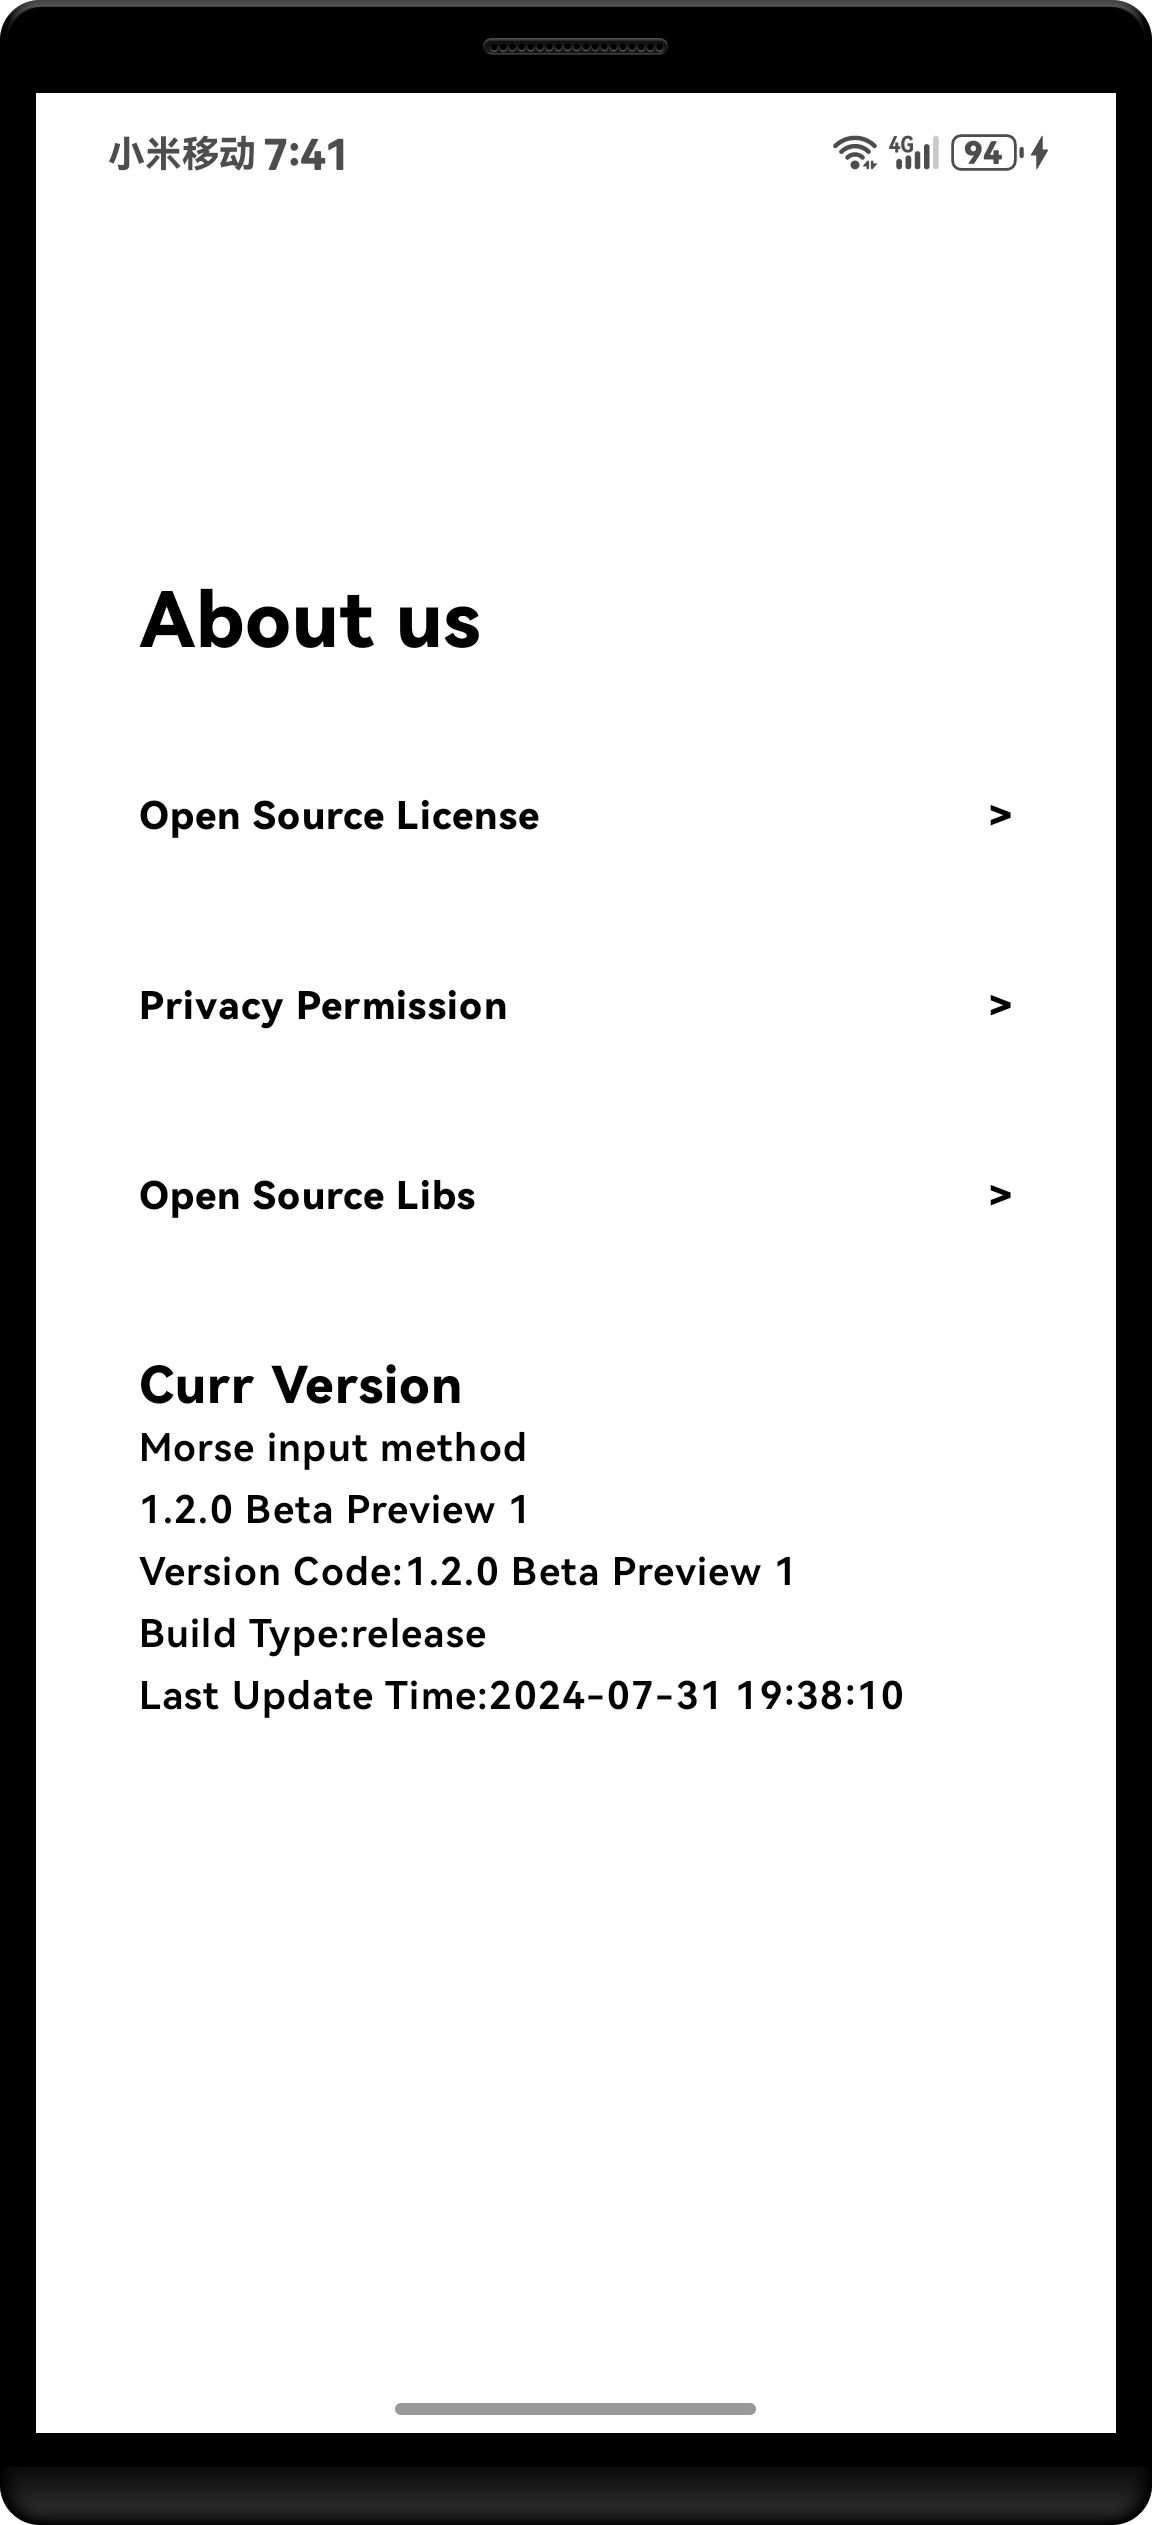 小米移动 7:41
4G 94
About us
Open Source License >
Privacy Permission >
Open Source Libs >
Curr Version
Morse input method
1.2.0 Beta Preview 1
Version Code:1.2.0 Beta Preview 1
Build Type:release
Last Update Time:2024-07-31 19:38:10